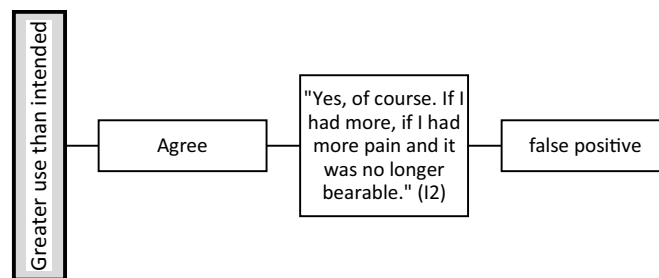 Greater use than intended
Agree
"Yes, of course. If I
had more, if I had
more pain and it
was no longer
bearable." (I2)
false positive